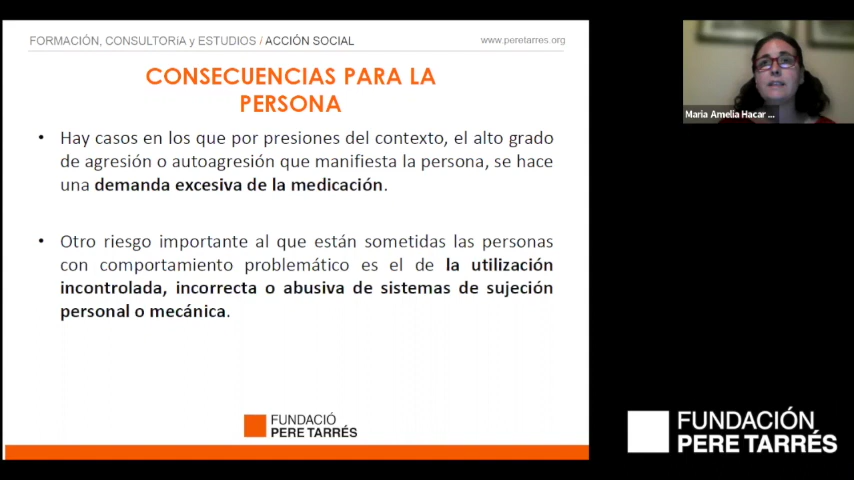 FORMACIÓN, CONSULTORíA y ESTUDIOS / ACCIÓN SOCIAL
www.peretarres.org
CONSECUENCIAS PARA LA
PERSONA
• Hay casos en los que por presiones del contexto, el alto grado
de agresión o autoagresión que manifiesta la persona, se hace
una demanda excesiva de la medicación.
• Otro riesgo importante al que están sometidas las personas
con comportamiento problemático es el de la utilización
incontrolada, incorrecta o abusiva de sistemas de sujeción
personal o mecánica.
FUNDACIÓ
PERE TARRÉS
Maria Amelia Hacar ...
FUNDACIÓN
PERE TARRÉS